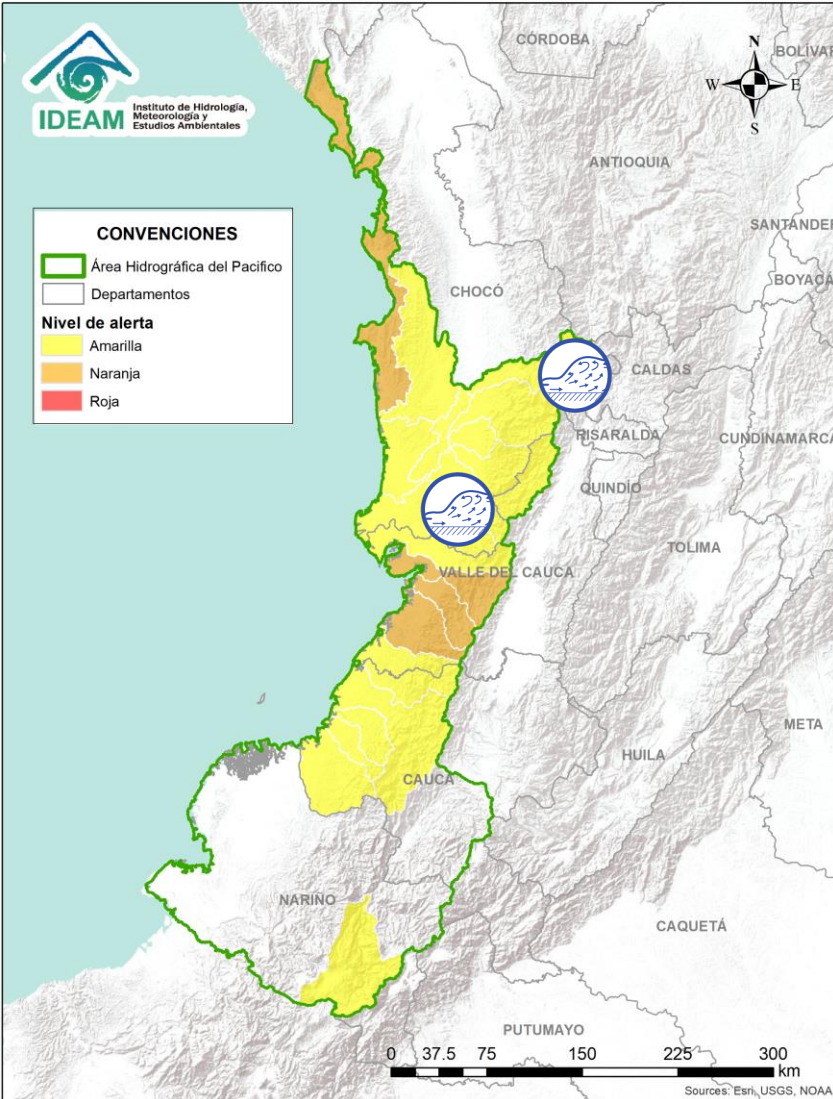 IDEAM
Instituto de Hidrología,
Meteorología y
Estudios Ambientales
CÓRDOBA
BOLÍVAR
N
W
E
S
ANTIOQUIA
SANTANDER
BOYACÁ
CONVENCIONES
Área Hidrográfica del Pacifico
Departamentos
Nivel de alerta
Amarilla
Naranja
Roja
CHOCÓ
CALDAS
RISARALDA
CUNDINAMARCA
QUINDÍO
TOLIMA
VALLE DEL CAUCA
META
HUILA
CAUCA
NARIÑO
CAQUETÁ
PUTUMAYO
0 37.5 75 150 225 300
km
Sources: Esri, USGS, NOAA